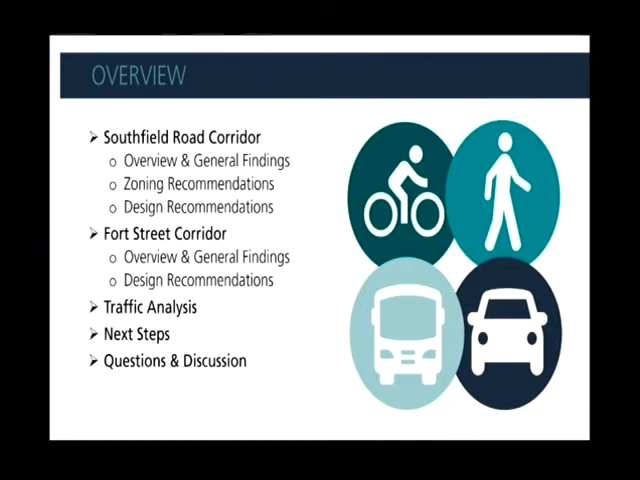 OVERVIEW
➢ Southfield Road Corridor
o Overview & General Findings
o Zoning Recommendations
o Design Recommendations
➢ Fort Street Corridor
o Overview & General Findings
o Design Recommendations
➢ Traffic Analysis
➢ Next Steps
➢ Questions & Discussion